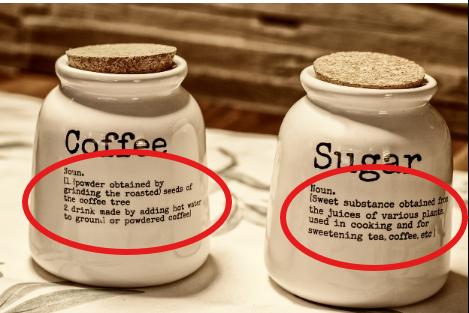 Coffee
Noun.
[1. (powder obtained by
grinding the roasted) seeds of
the coffee tree
2 drink made by adding hot water
to ground or powdered coffee]
Sugar
Noun.
[Sweet substance obtained from
the juices of various plants,
used in cooking and for
sweetening tea, coffee, etc.]